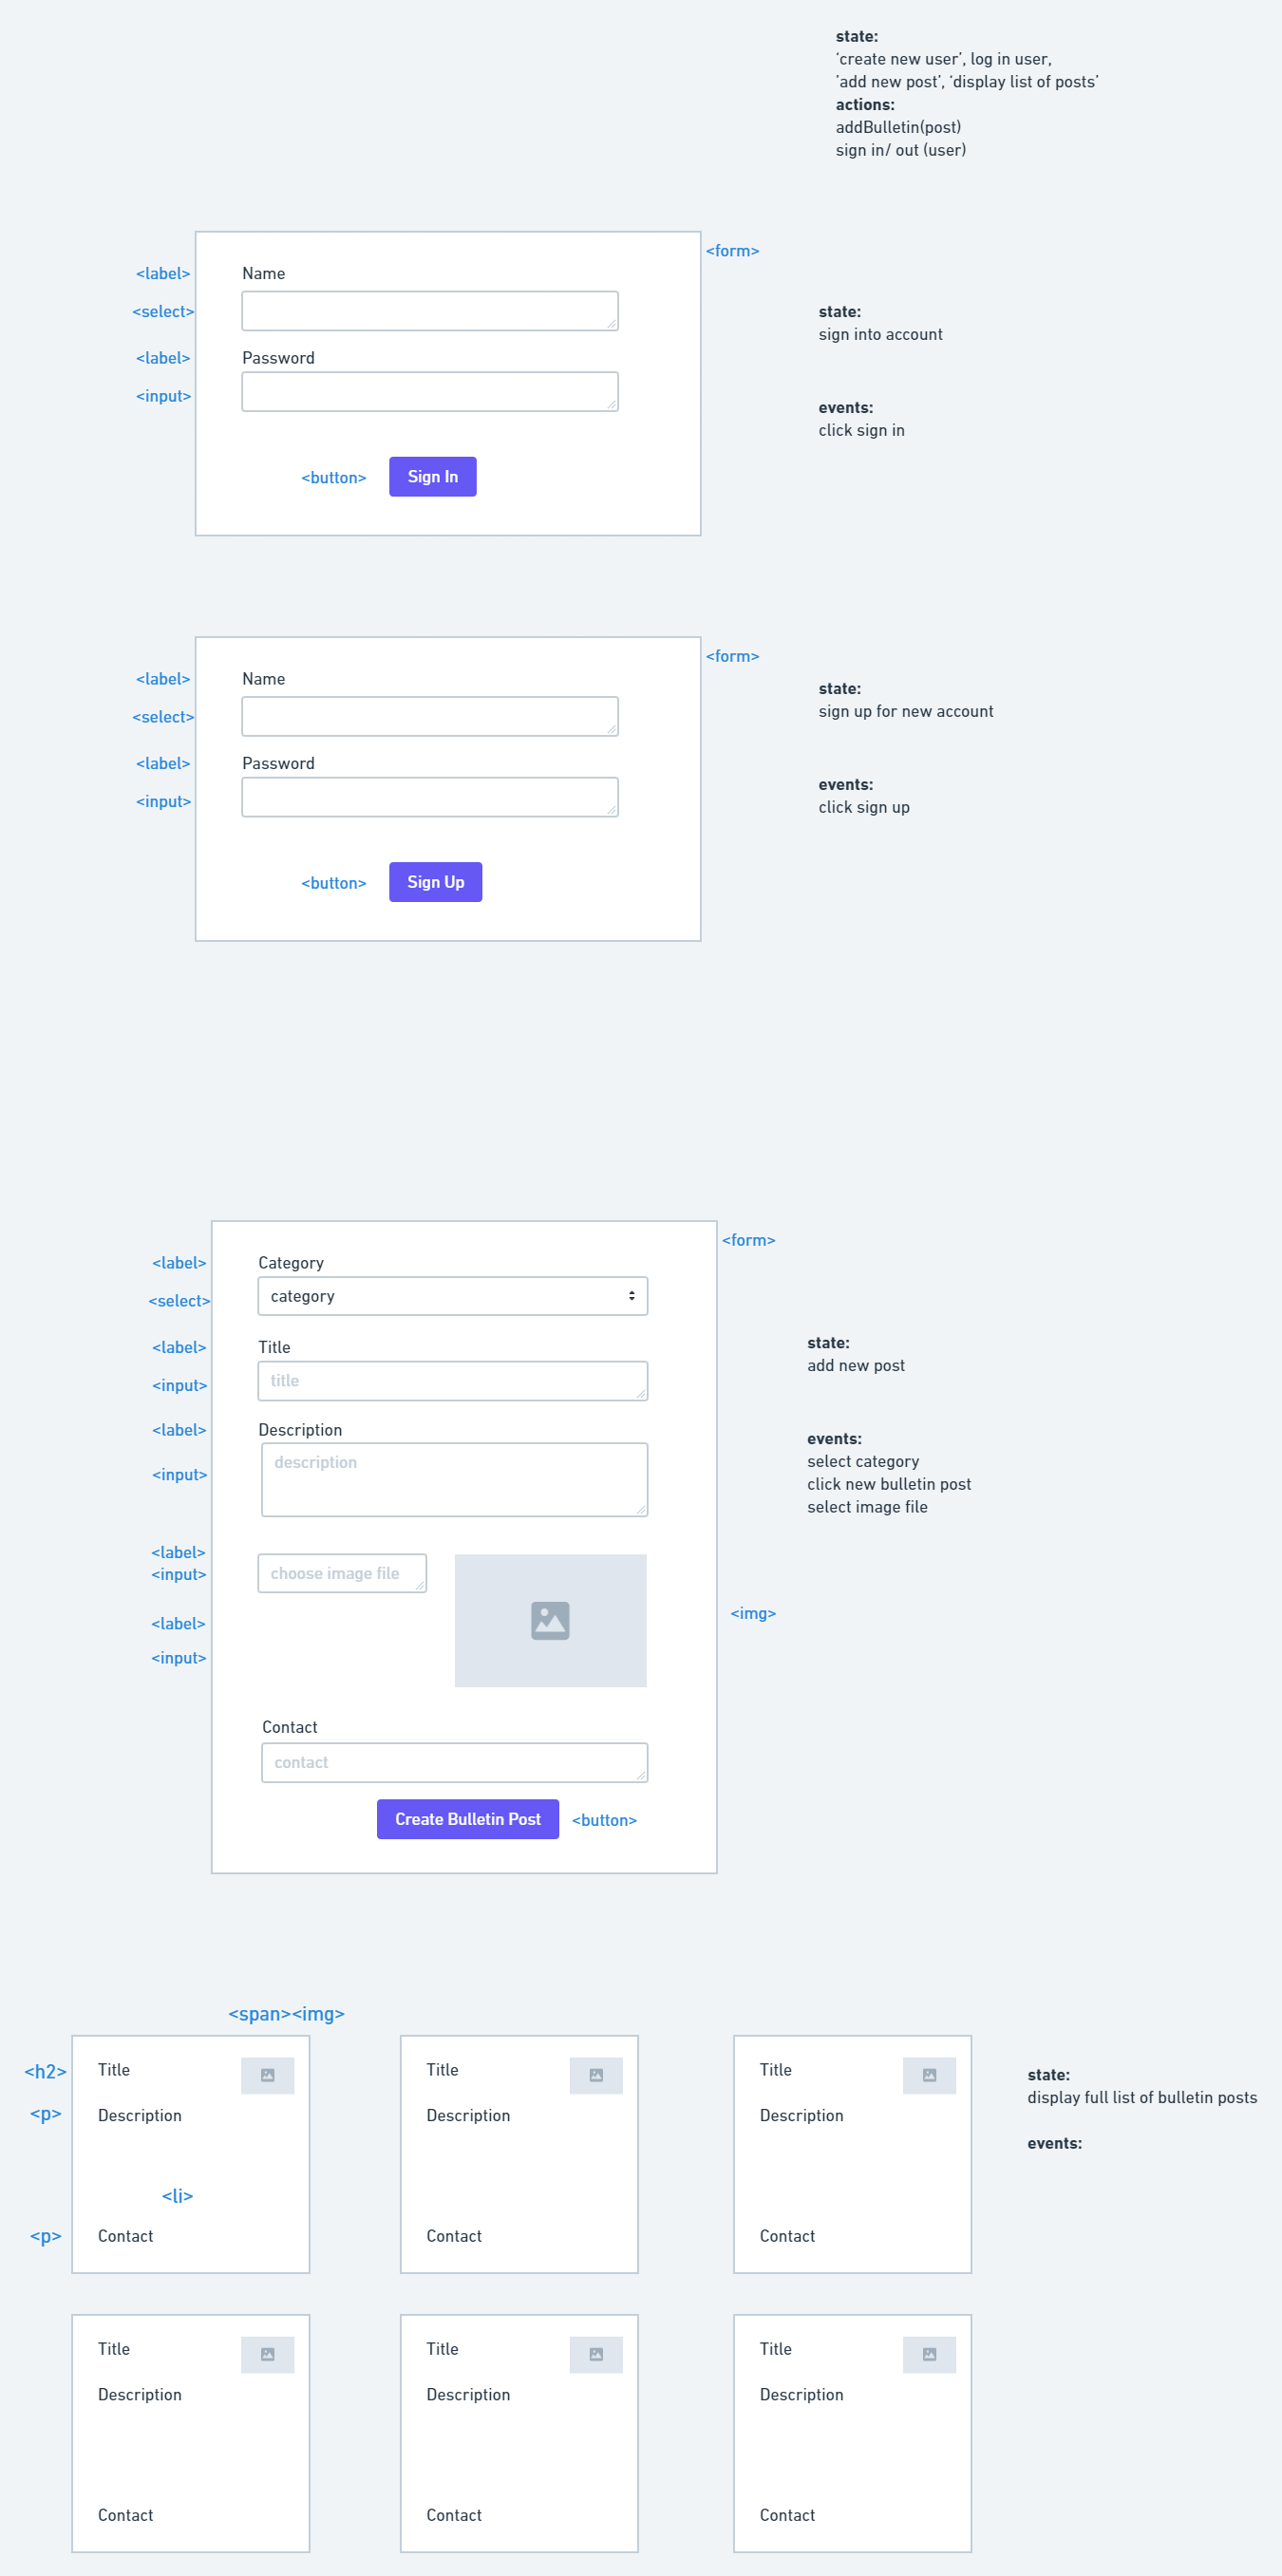 state:
‘create new user’, log in user,
’add new post’, ‘display list of posts’
actions:
addBulletin(post)
sign in/ out (user)
<form>
<label>
Name
<select>
state:
sign into account
<label>
Password
<input>
events:
click sign in
<button>
Sign In
<form>
<label>
Name
<select>
state:
sign up for new account
<label>
Password
<input>
events:
click sign up
<button>
Sign Up
<form>
<label>
Category
<select>
category
<label>
Title
state:
add new post
<input>
title
<label>
Description
<input>
description
events:
select category
click new bulletin post
select image file
<label>
<input>
choose image file
<label>
<input>
<img>
Contact
contact
Create Bulletin Post
<button>
<span><img>
<h2>
Title
Title
Title
<p>
Description
Description
Description
state:
display full list of bulletin posts
events:
<li>
<p>
Contact
Contact
Contact
Title
Title
Title
Description
Description
Description
Contact
Contact
Contact